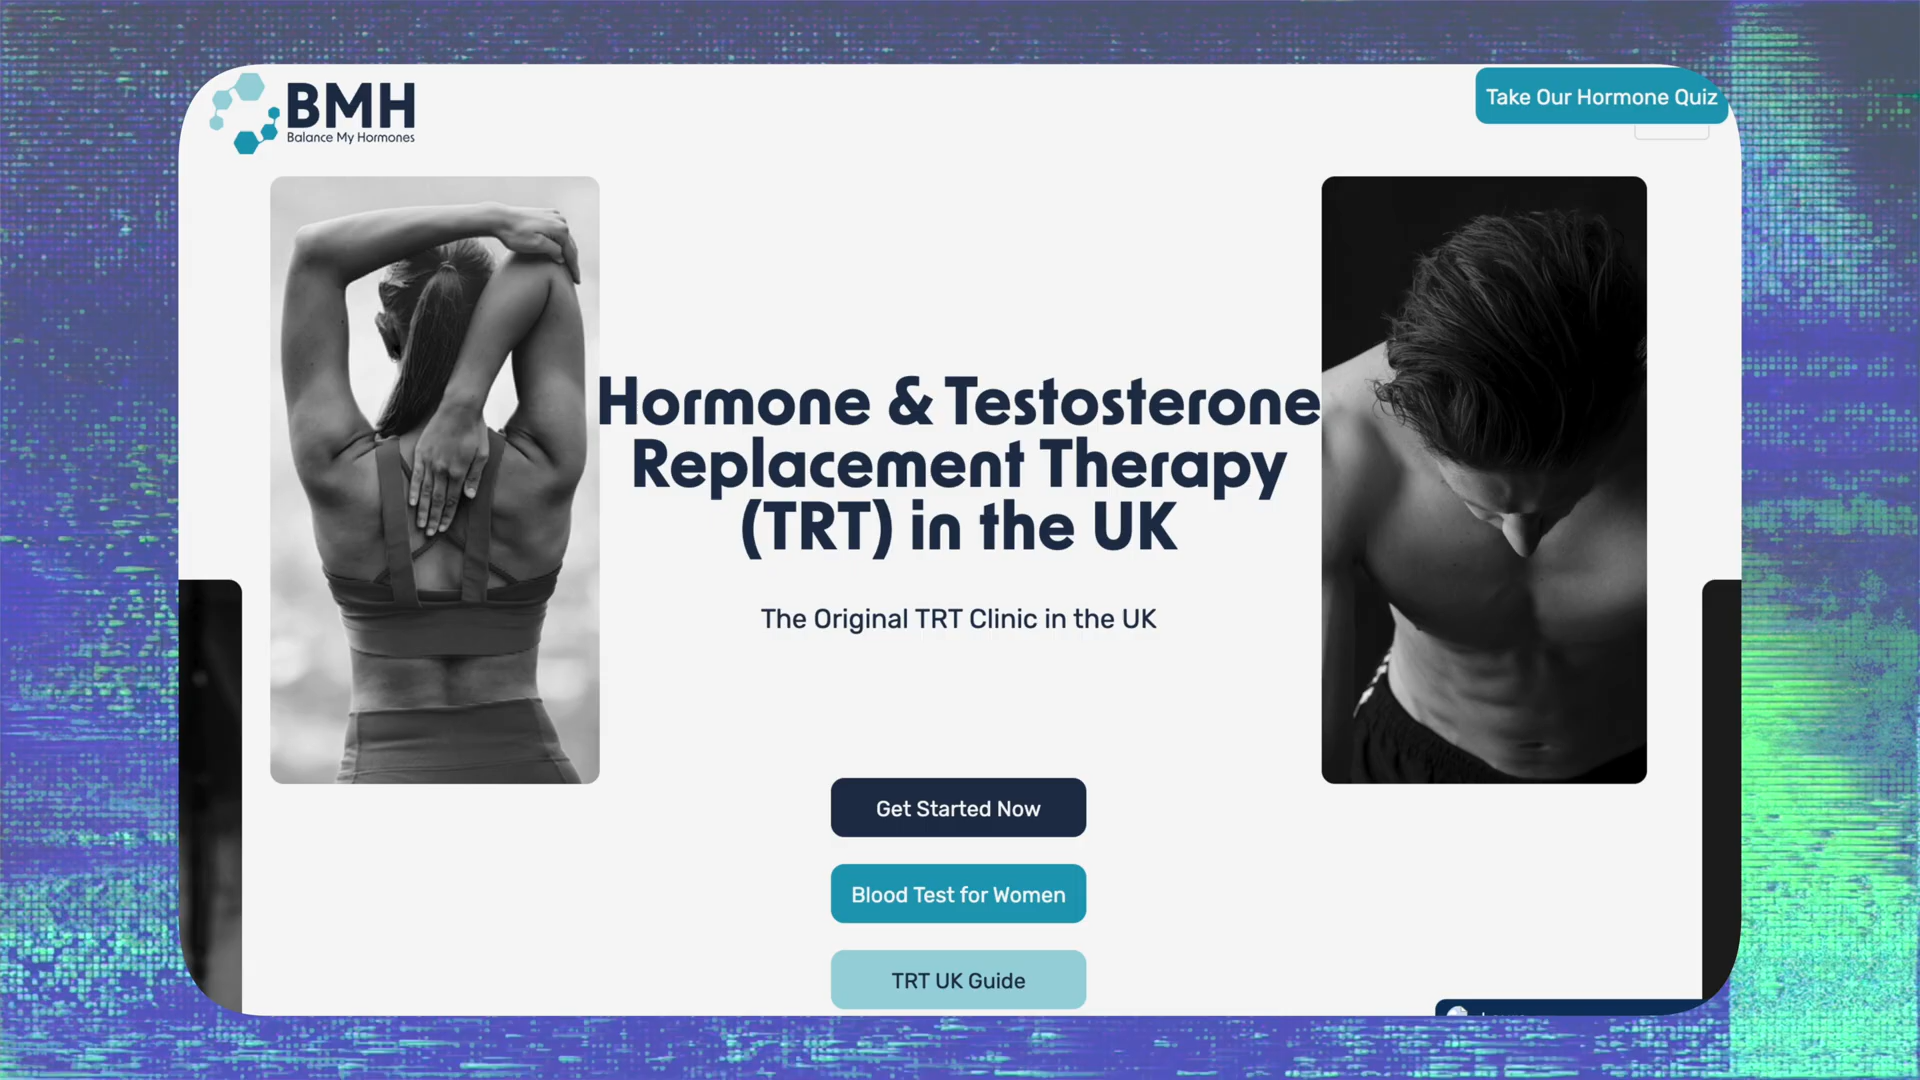 BMH
Balance My Hormones
Take Our Hormone Quiz
Hormone & Testosterone
Replacement Therapy
(TRT) in the UK
The Original TRT Clinic in the UK
Get Started Now
Blood Test for Women
TRT UK Guide